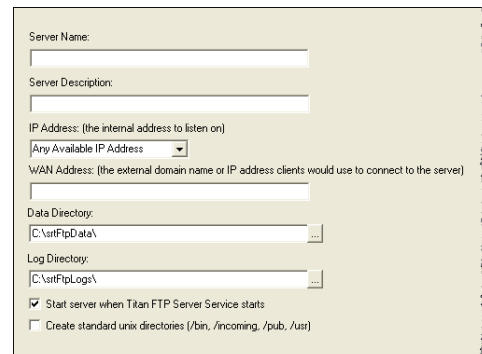 Server Name:
Server Description:
IP Address: (the internal address to listen on)
Any Available IP Address
WAN Address: (the external domain name or IP address clients would use to connect to the server)
Data Directory:
C:\srtFtpData\
...
Log Directory:
C:\srtFtpLogs\
...
Start server when Titan FTP Server Service starts
Create standard unix directories (/bin, /incoming, /pub, /usr)